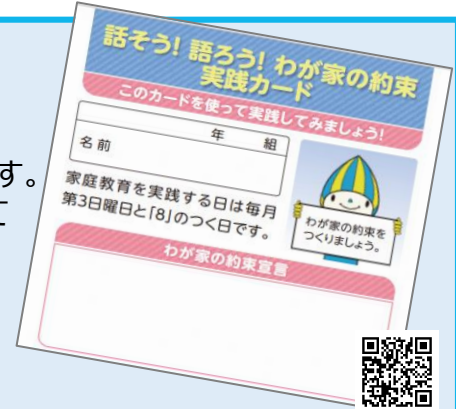 話そう! 語ろう! わが家の約束
実践カード
このカードを使って実践してみましょう!
年 組
名前
す。
家庭教育を実践する日は毎月
第3日曜日と「8」のつく日です。
わが家の約束を
つくりましょう。
わが家の約束宣言